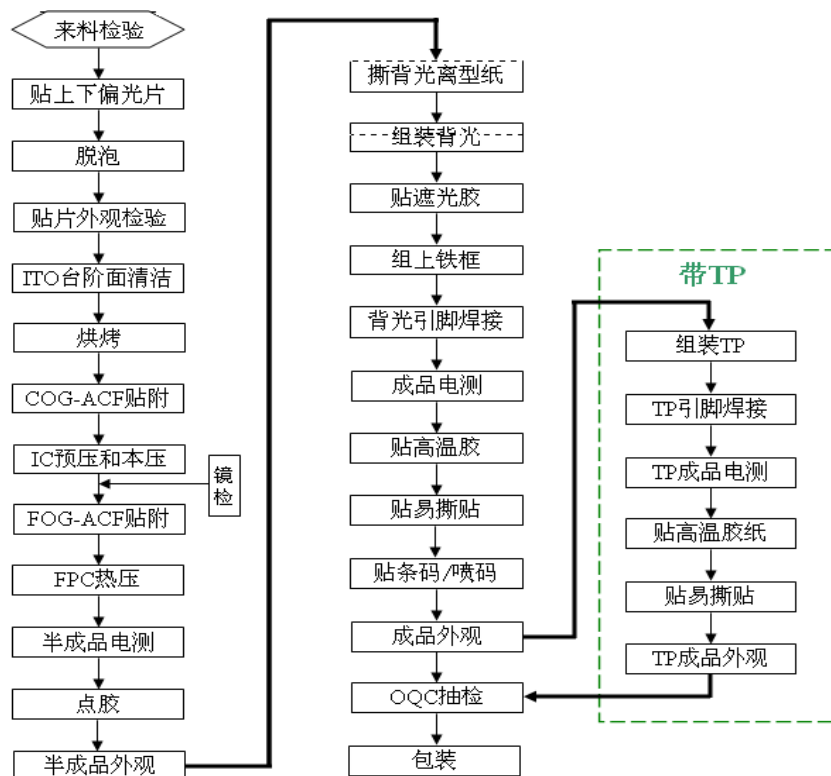 来料检验
贴上下偏光片
脱泡
贴片外观检验
ITO台阶面清洁
烘烤
COG-ACF贴附
IC预压和本压
镜
检
FOG-ACF贴附
FPC热压
半成品电测
点胶
半成品外观
撕背光离型纸
组装背光
贴遮光胶
组上铁框
背光引脚焊接
成品电测
贴高温胶
贴易撕贴
贴条码/喷码
成品外观
OQC抽检
包装
带TP
组装TP
TP引脚焊接
TP成品电测
贴高温胶纸
贴易撕贴
TP成品外观